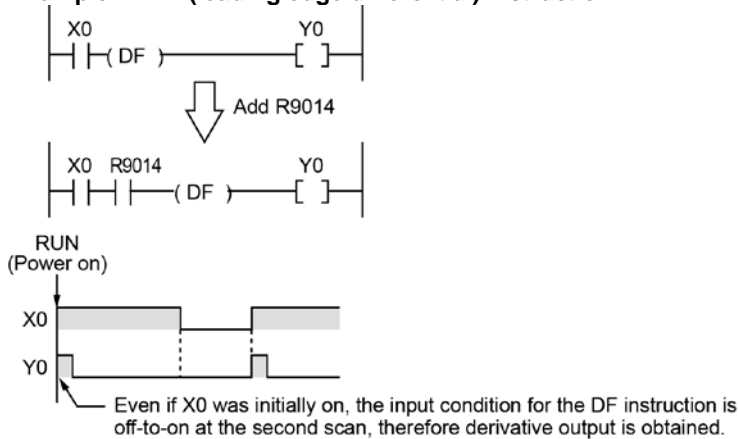 X0 Y0
( DF )
Add R9014
X0 R9014 Y0
( DF )
RUN
(Power on)
X0
Y0
Even if X0 was initially on, the input condition for the DF instruction is
off-to-on at the second scan, therefore derivative output is obtained.